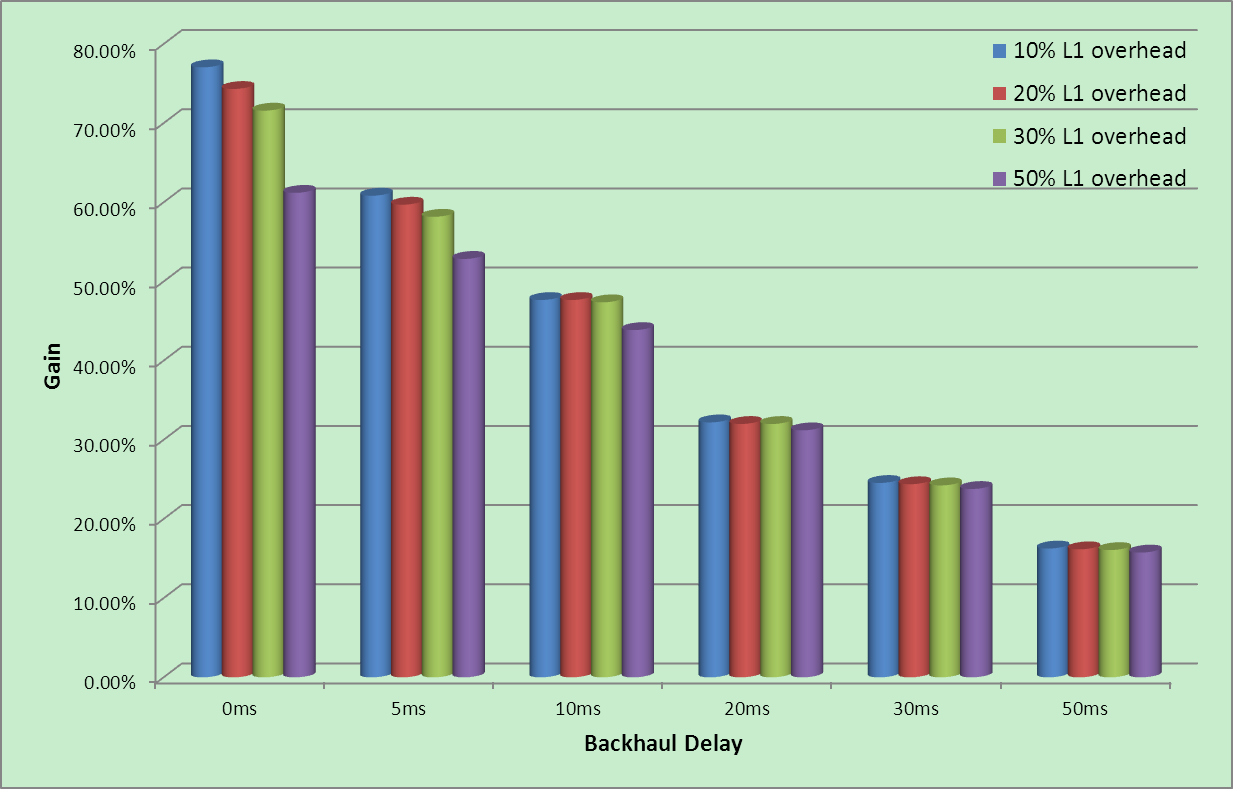 80.00%
70.00%
60.00%
50.00%
40.00%
30.00%
20.00%
10.00%
0.00%
Gain
10% L1 overhead
20% L1 overhead
30% L1 overhead
50% L1 overhead
0ms
5ms
10ms
20ms
30ms
50ms
Backhaul Delay